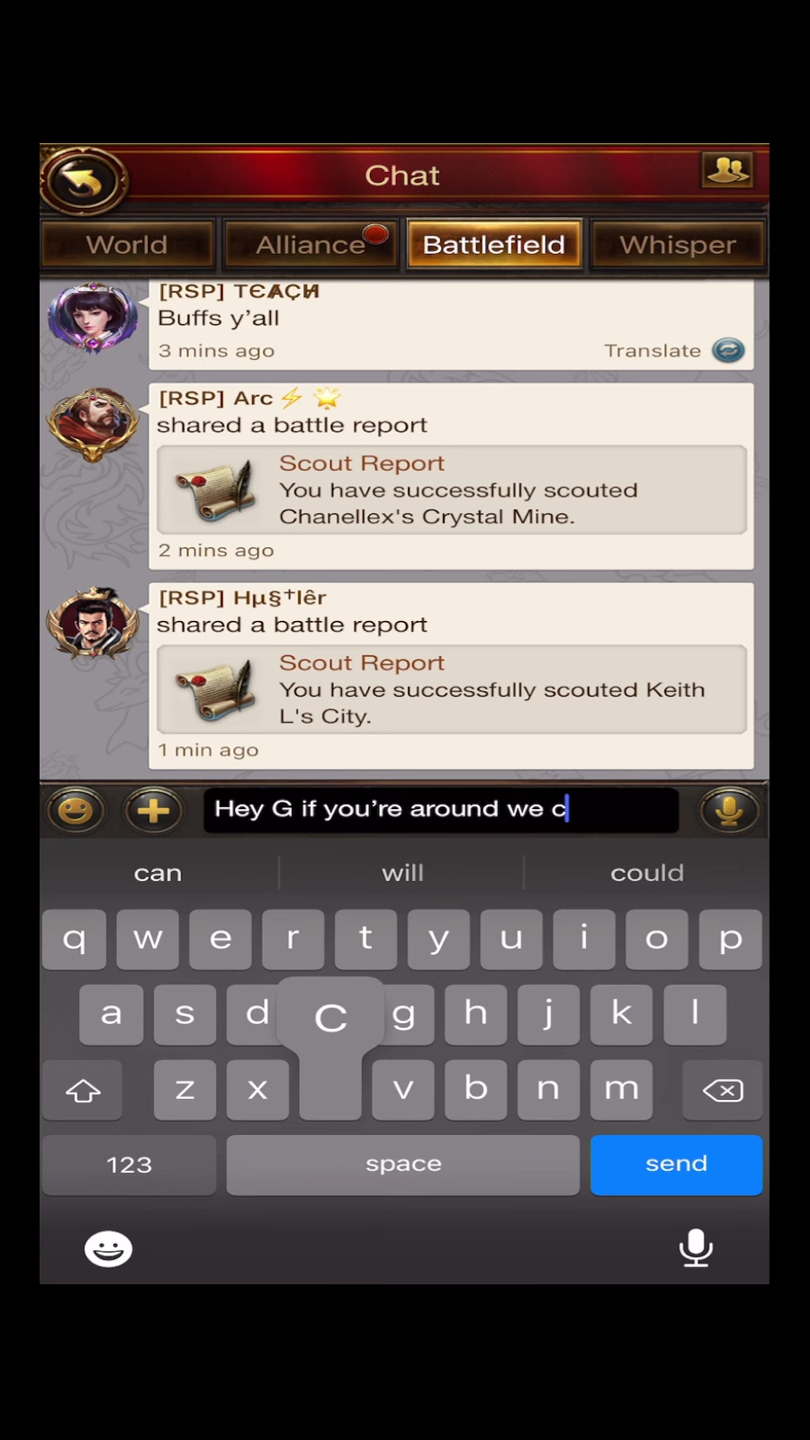 Chat
World Alliance Battlefield Whisper
[RSP] TЄȺÇĦ
Buffs y’all
3 mins ago Translate
[RSP] Arc ⚡ 🌟
shared a battle report
Scout Report
You have successfully scouted
Chanellex's Crystal Mine.
2 mins ago
[RSP] Hµ§†lêr
shared a battle report
Scout Report
You have successfully scouted Keith
L's City.
1 min ago
Hey G if you’re around we c
can will could
q w e r t y u i o p
a s d C g h j k l
z x v b n m
123 space send